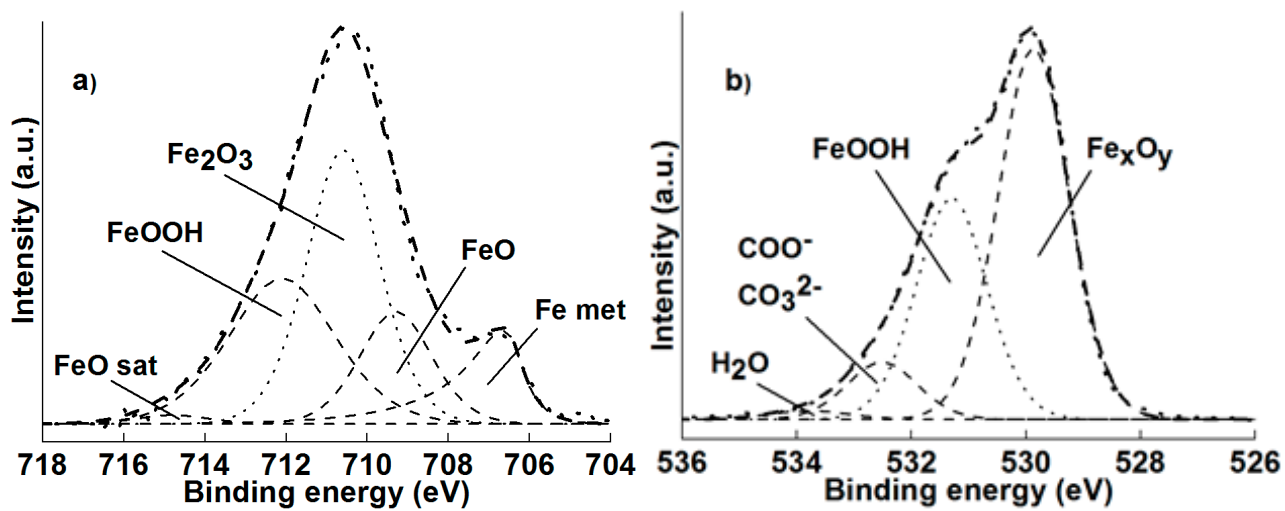 a)
Fe₂O₃
FeOOH
FeO
Fe met
FeO sat
Intensity (a.u.)
718 716 714 712 710 708 706 704
Binding energy (eV)
b)
FeOOH
FeₓOᵧ
COO⁻
CO₃²⁻
H₂O
Intensity (a.u.)
536 534 532 530 528 526
Binding energy (eV)